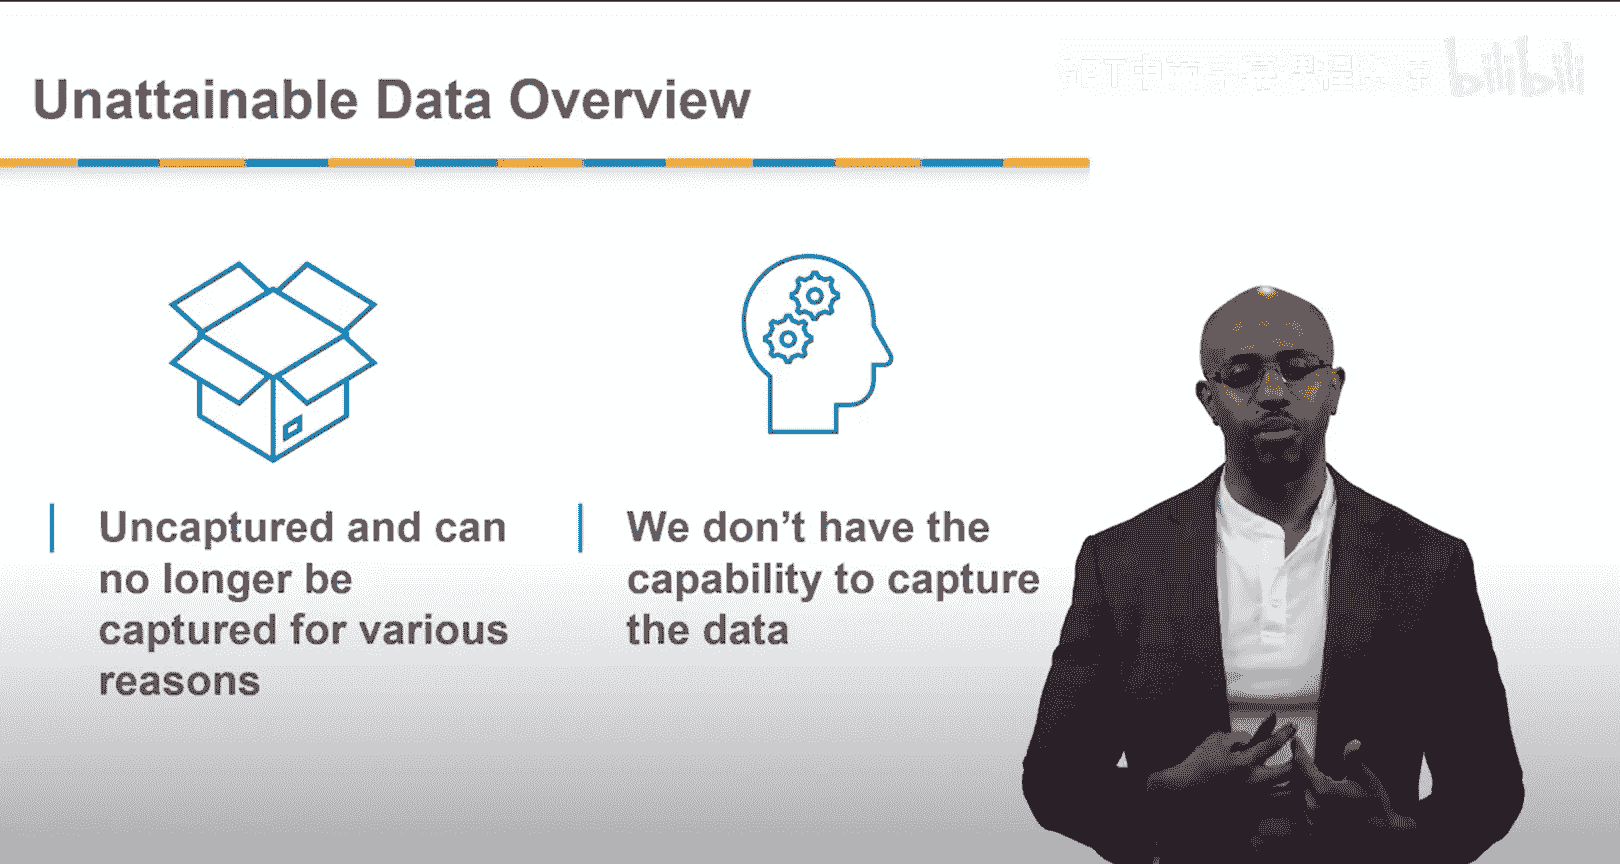 Unattainable Data Overview
bilibili
Uncaptured and can
no longer be
captured for various
reasons
We don’t have the
capability to capture
the data